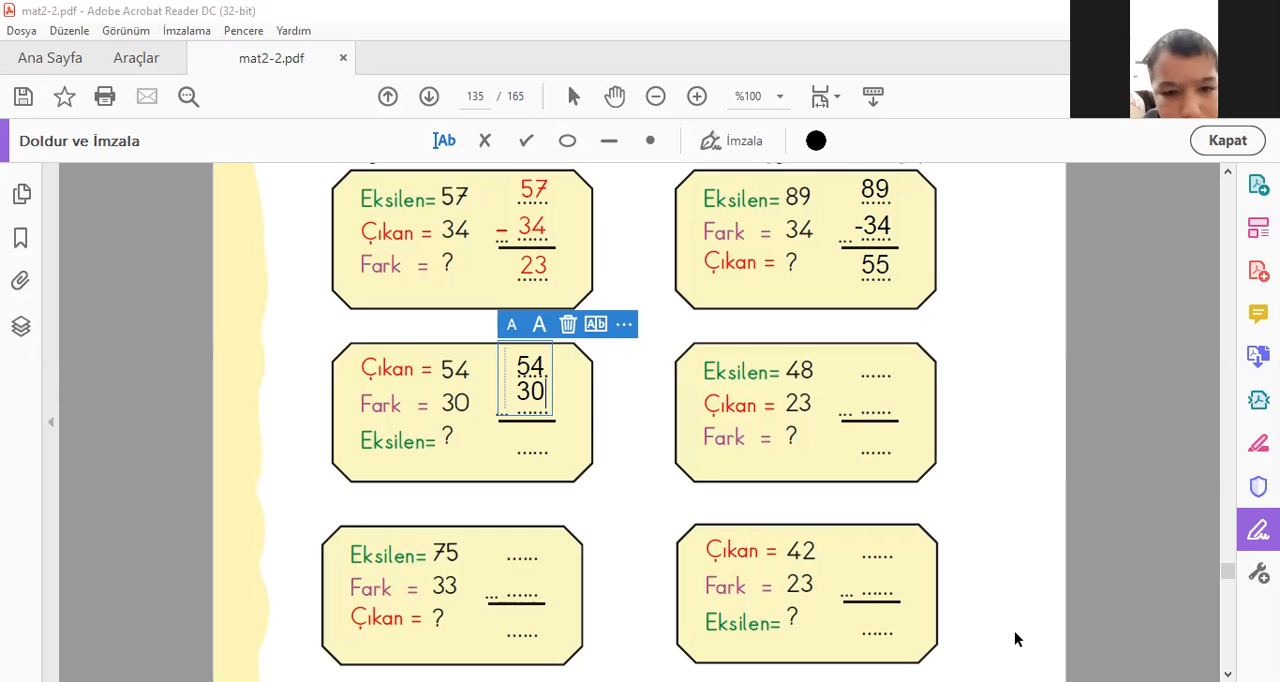 mat2-2.pdf - Adobe Acrobat Reader DC (32-bit)
Dosya Düzenle Görünüm İmzalama Pencere Yardım
Ana Sayfa Araçlar mat2-2.pdf ×
135 / 165 %100
Doldur ve İmzala Ab İmzala Kapat
Eksilen= 57 57
Çıkan = 34 - 34
Fark = ? 23
Eksilen= 89 89
Fark = 34 -34
Çıkan = ? 55
A A Ab ...
Çıkan = 54 54
Fark = 30 30
Eksilen= ? ......
Eksilen= 48 ......
Çıkan = 23 ... ......
Fark = ? ......
Eksilen= 75 ......
Fark = 33 ... ......
Çıkan = ? ......
Çıkan = 42 ......
Fark = 23 ... ......
Eksilen= ? ......